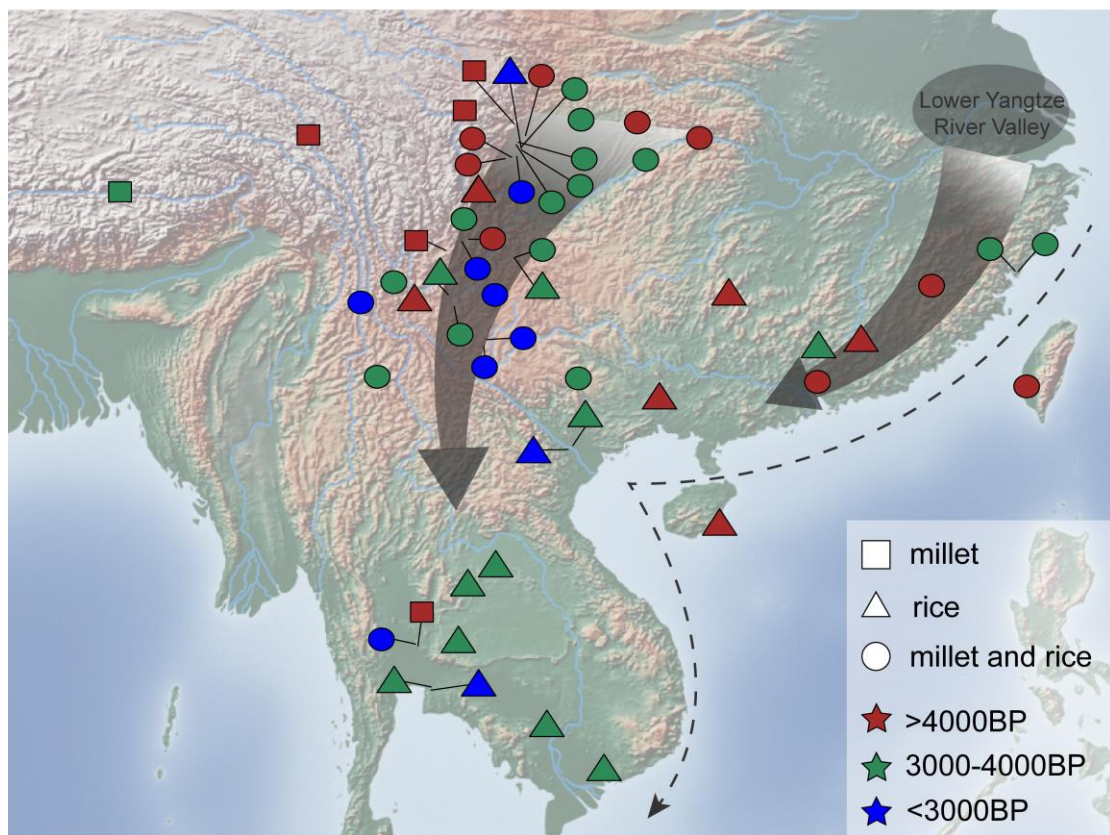 Lower Yangtze
River Valley
millet
rice
millet and rice
>4000BP
3000-4000BP
<3000BP